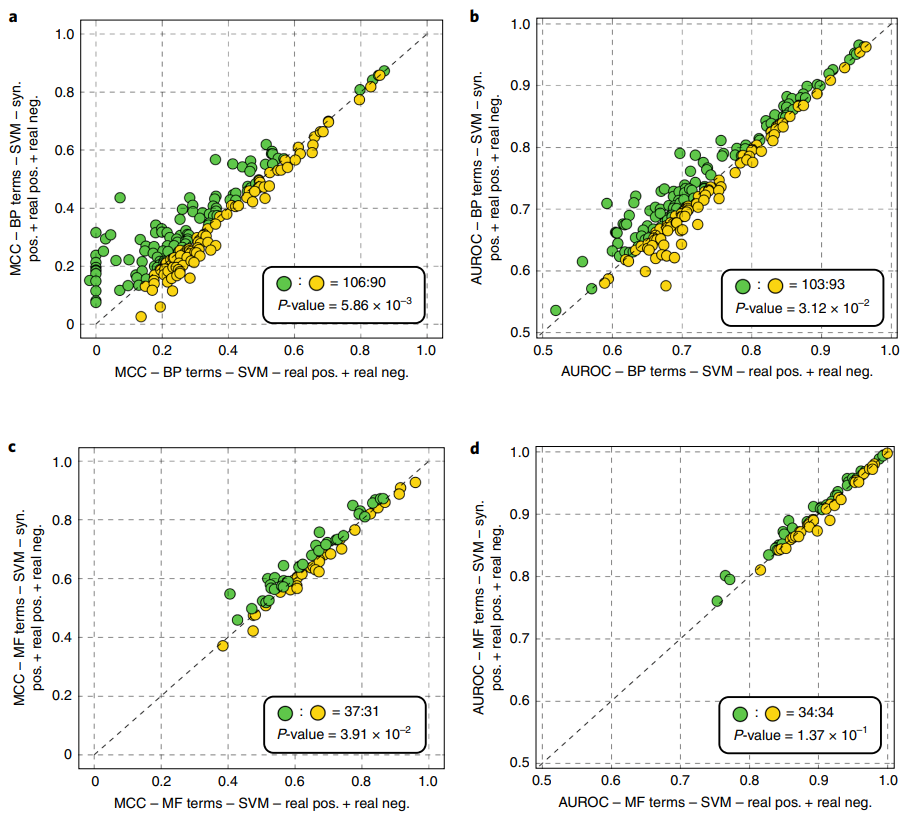 a
MCC – BP terms – SVM – syn.
pos. + real pos. + real neg.
1.0
0.8
0.6
0.4
0.2
0
: = 106:90
P-value = 5.86 × 10⁻³
0 0.2 0.4 0.6 0.8 1.0
MCC – BP terms – SVM – real pos. + real neg.
b
AUROC – BP terms – SVM – syn.
pos. + real pos. + real neg.
1.0
0.9
0.8
0.7
0.6
0.5
: = 103:93
P-value = 3.12 × 10⁻²
0.5 0.6 0.7 0.8 0.9 1.0
AUROC – BP terms – SVM – real pos. + real neg.
c
MCC – MF terms – SVM – syn.
pos. + real pos. + real neg.
1.0
0.8
0.6
0.4
0.2
0
: = 37:31
P-value = 3.91 × 10⁻²
0 0.2 0.4 0.6 0.8 1.0
MCC – MF terms – SVM – real pos. + real neg.
d
AUROC – MF terms – SVM – syn.
pos. + real pos. + real neg.
1.0
0.9
0.8
0.7
0.6
0.5
: = 34:34
P-value = 1.37 × 10⁻¹
0.5 0.6 0.7 0.8 0.9 1.0
AUROC – MF terms – SVM – real pos. + real neg.